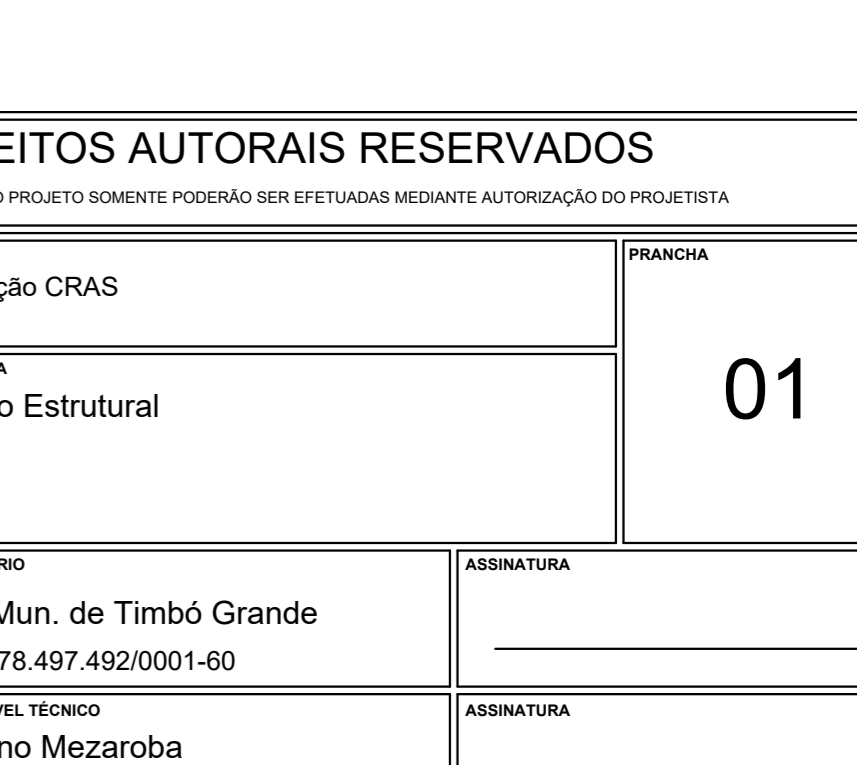 EITOS AUTORAIS RESERVADOS
O PROJETO SOMENTE PODERÃO SER EFETUADAS MEDIANTE AUTORIZAÇÃO DO PROJETISTA
PRANCHA
ção CRAS
01
A
o Estrutural
RIO
ASSINATURA
Mun. de Timbó Grande
78.497.492/0001-60
VEL TÉCNICO
ASSINATURA
no Mezaroba